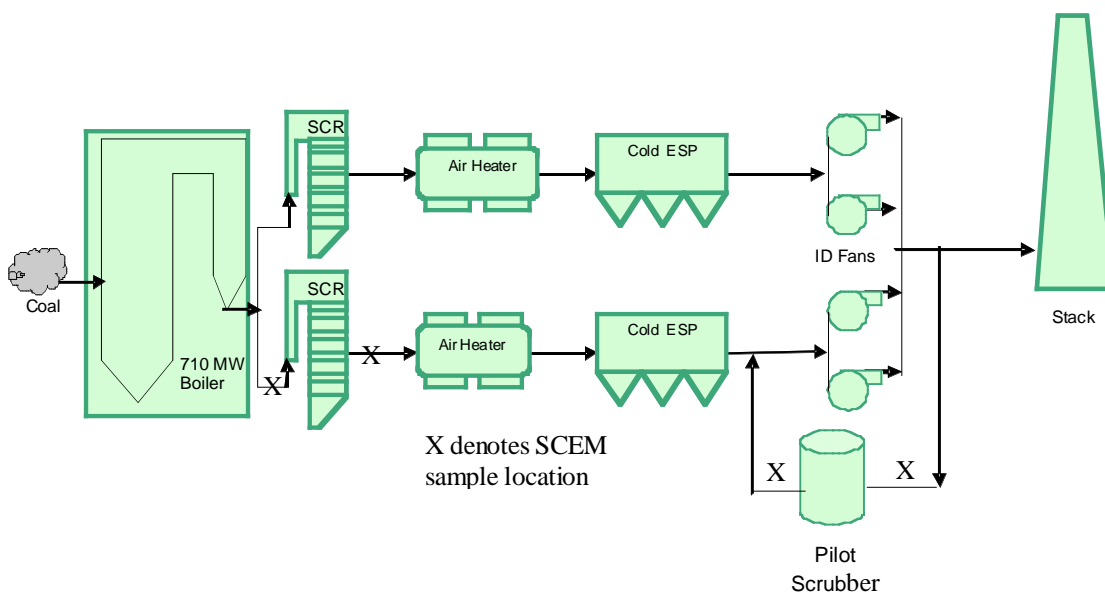 SCR
Air Heater
Cold ESP
ID Fans
Stack
Coal
710 MW
Boiler
X
SCR
X
Air Heater
Cold ESP
X denotes SCEM
sample location
X
X
Pilot
Scrubber